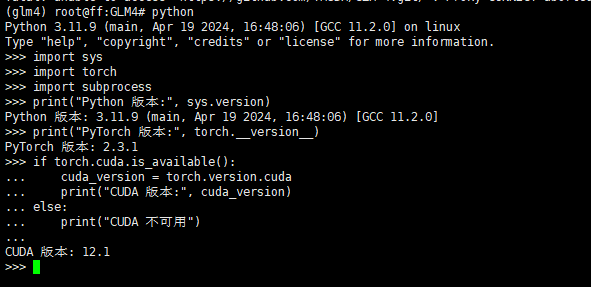 (glm4) root@ff:GLM4# python
Python 3.11.9 (main, Apr 19 2024, 16:48:06) [GCC 11.2.0] on linux
Type "help", "copyright", "credits" or "license" for more information.
>>> import sys
>>> import torch
>>> import subprocess
>>> print("Python 版本:", sys.version)
Python 版本: 3.11.9 (main, Apr 19 2024, 16:48:06) [GCC 11.2.0]
>>> print("PyTorch 版本:", torch.__version__)
PyTorch 版本: 2.3.1
>>> if torch.cuda.is_available():
...     cuda_version = torch.version.cuda
...     print("CUDA 版本:", cuda_version)
... else:
...     print("CUDA 不可用")
...
CUDA 版本: 12.1
>>>